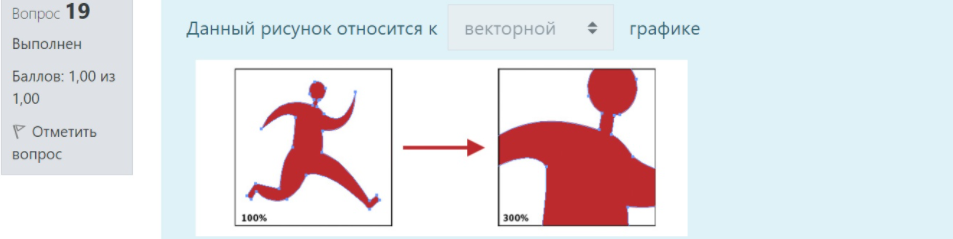 Вопрос 19
Выполнен
Баллов: 1,00 из
1,00
Отметить
вопрос
Данный рисунок относится к векторной графике
100%
300%